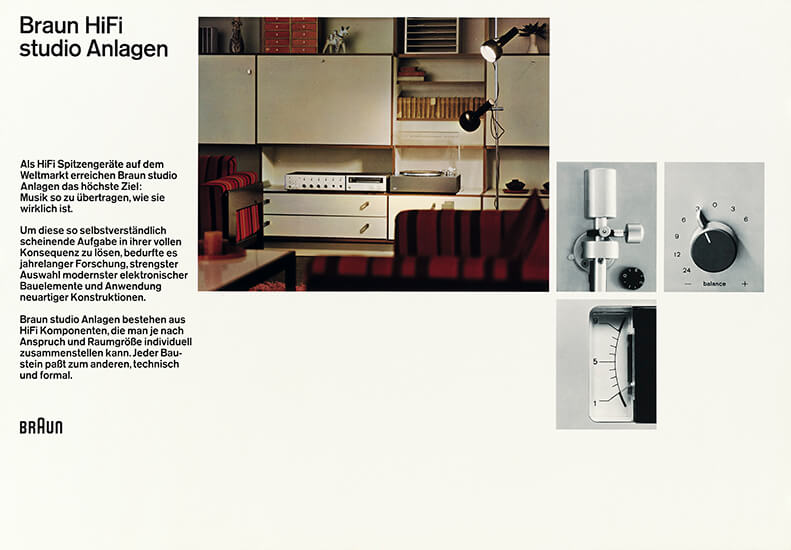 Braun HiFi
studio Anlagen
Als HiFi Spitzengeräte auf dem
Weltmarkt erreichen Braun studio
Anlagen das höchste Ziel:
Musik so zu übertragen, wie sie
wirklich ist.
Um diese so selbstverständlich
scheinende Aufgabe in ihrer vollen
Konsequenz zu lösen, bedurfte es
jahrelanger Forschung, strengster
Auswahl modernster elektronischer
Bauelemente und Anwendung
neuartiger Konstruktionen.
Braun studio Anlagen bestehen aus
HiFi Komponenten, die man je nach
Anspruch und Raumgröße individuell
zusammenstellen kann. Jeder Bau-
stein paßt zum anderen, technisch
und formal.
BRAUN
3 0 3
6 6
9 9
12 12
24
− balance +
5
1